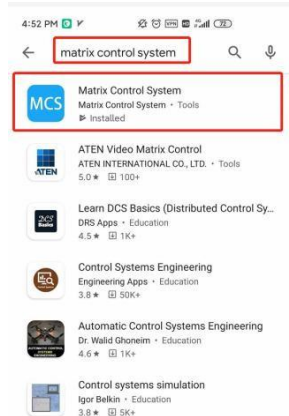 4:52 PM
VPN
72
matrix control system
MCS
Matrix Control System
Matrix Control System • Tools
Installed
ATEN
ATEN Video Matrix Control
ATEN INTERNATIONAL CO., LTD. • Tools
5.0★ 100+
DCS
Basics
Learn DCS Basics (Distributed Control Sy...
DRS Apps • Education
4.5★ 1K+
Control Systems Engineering
Engineering Apps • Education
3.8★ 50K+
Automatic Control Systems Engineering
Dr. Walid Ghoneim • Education
4.6★ 1K+
Control systems simulation
Igor Belkin • Education
3.8★ 5K+